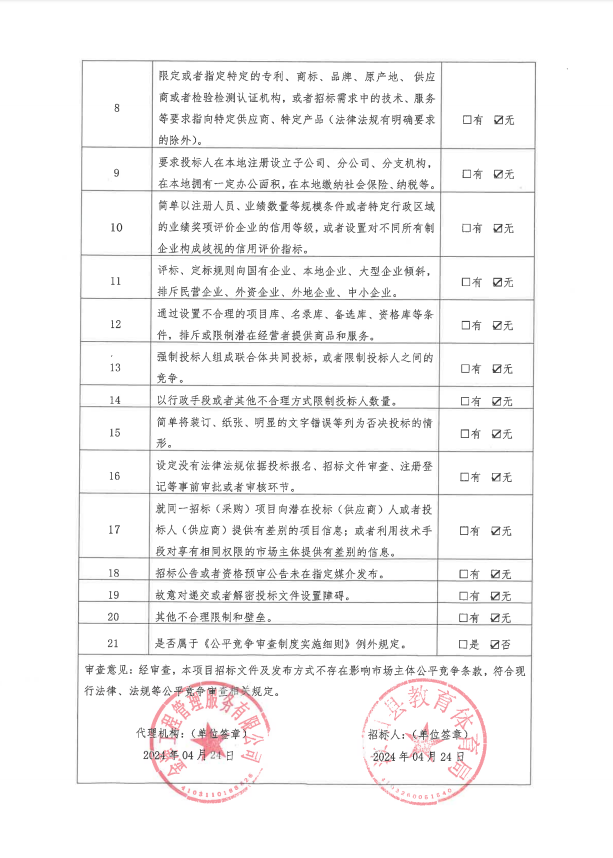 8
限定或者指定特定的专利、商标、品牌、原产地、 供应
商或者检验检测认证机构，或者招标需求中的技术、服务
等要求指向特定供应商、特定产品（法律法规有明确要求
的除外）。
□有 ☑无
9
要求投标人在本地注册设立子公司、分公司、分支机构，
在本地拥有一定办公面积，在本地缴纳社会保险、纳税等。
□有 ☑无
10
简单以注册人员、业绩数量等规模条件或者特定行政区域
的业绩奖项评价企业的信用等级，或者设置对不同所有制
企业构成歧视的信用评价指标。
□有 ☑无
11
评标、定标规则向国有企业、本地企业、大型企业倾斜，
排斥民营企业、外资企业、外地企业、中小企业。
□有 ☑无
12
通过设置不合理的项目库、名录库、备选库、资格库等条
件，排斥或限制潜在经营者提供商品和服务。
□有 ☑无
13
强制投标人组成联合体共同投标，或者限制投标人之间的
竞争。
□有 ☑无
14
以行政手段或者其他不合理方式限制投标人数量。
□有 ☑无
15
简单将装订、纸张、明显的文字错误等列为否决投标的情
形。
□有 ☑无
16
设定没有法律法规依据投标报名、招标文件审查、注册登
记等事前审批或者审核环节。
□有 ☑无
17
就同一招标（采购）项目向潜在投标（供应商）人或者投
标人（供应商）提供有差别的项目信息；或者利用技术手
段对享有相同权限的市场主体提供有差别的信息。
□有 ☑无
18
招标公告或者资格预审公告未在指定媒介发布。
□有 ☑无
19
故意对递交或者解密投标文件设置障碍。
□有 ☑无
20
其他不合理限制和壁垒。
□有 ☑无
21
是否属于《公平竞争审查制度实施细则》例外规定。
□是 ☑否
审查意见：经审查，本项目招标文件及发布方式不存在影响市场主体公平竞争条款，符合现
行法律、法规等公平竞争审查相关规定。
代理机构：（单位签章）
2024 年 04 月 24 日
工程管理服务有限公司
招标人：（单位签章）
2024 年 04 月 24 日
川县教育体育局